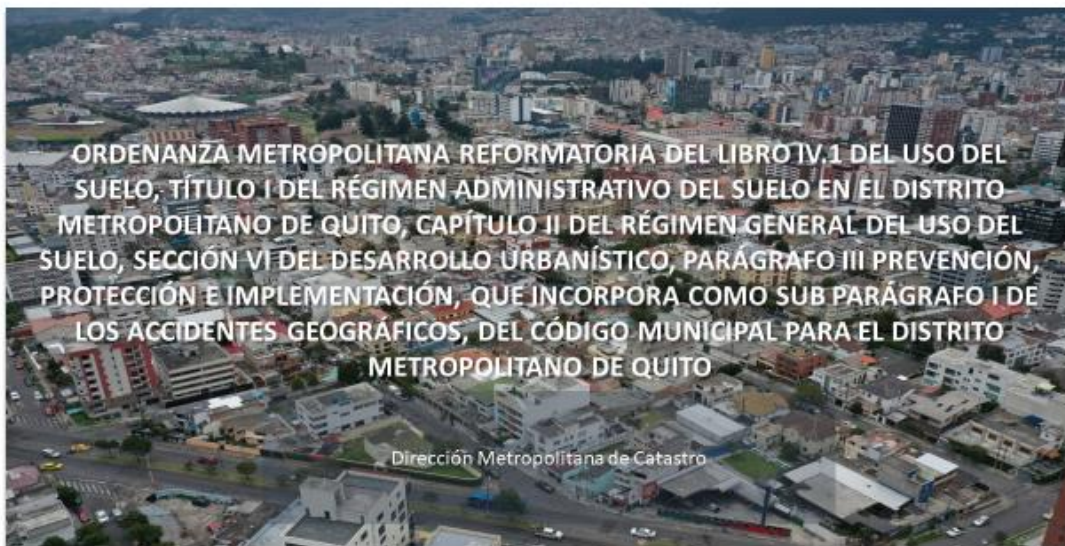 ORDENANZA METROPOLITANA REFORMATORIA DEL LIBRO IV.1 DEL USO DEL
SUELO, TÍTULO I DEL RÉGIMEN ADMINISTRATIVO DEL SUELO EN EL DISTRITO
METROPOLITANO DE QUITO, CAPÍTULO II DEL RÉGIMEN GENERAL DEL USO DEL
SUELO, SECCIÓN VI DEL DESARROLLO URBANÍSTICO, PARÁGRAFO III PREVENCIÓN,
PROTECCIÓN E IMPLEMENTACIÓN, QUE INCORPORA COMO SUB PARÁGRAFO I DE
LOS ACCIDENTES GEOGRÁFICOS, DEL CÓDIGO MUNICIPAL PARA EL DISTRITO
METROPOLITANO DE QUITO
Dirección Metropolitana de Catastro